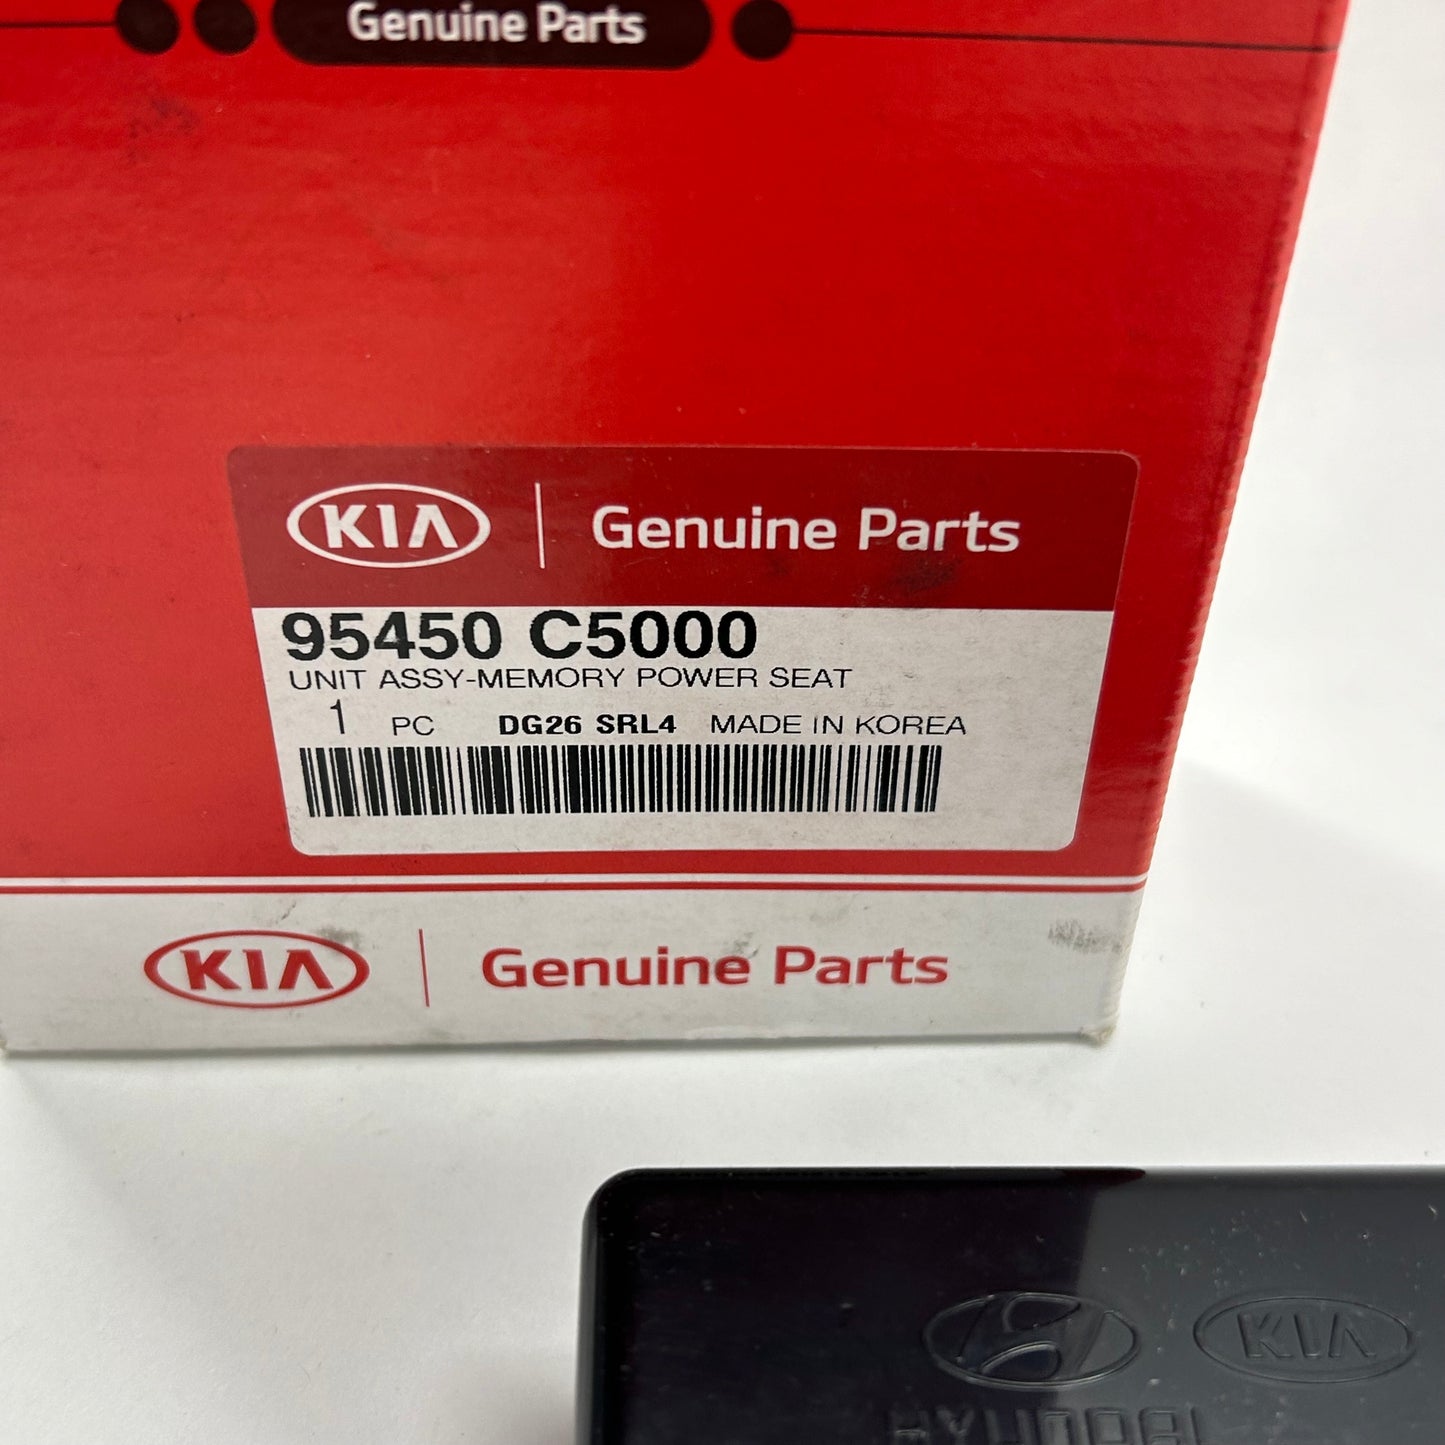 Genuine Parts
KIA Genuine Parts
95450 C5000
UNIT ASSY-MEMORY POWER SEAT
1 PC DG26 SRL4 MADE IN KOREA
KIA Genuine Parts
KIA